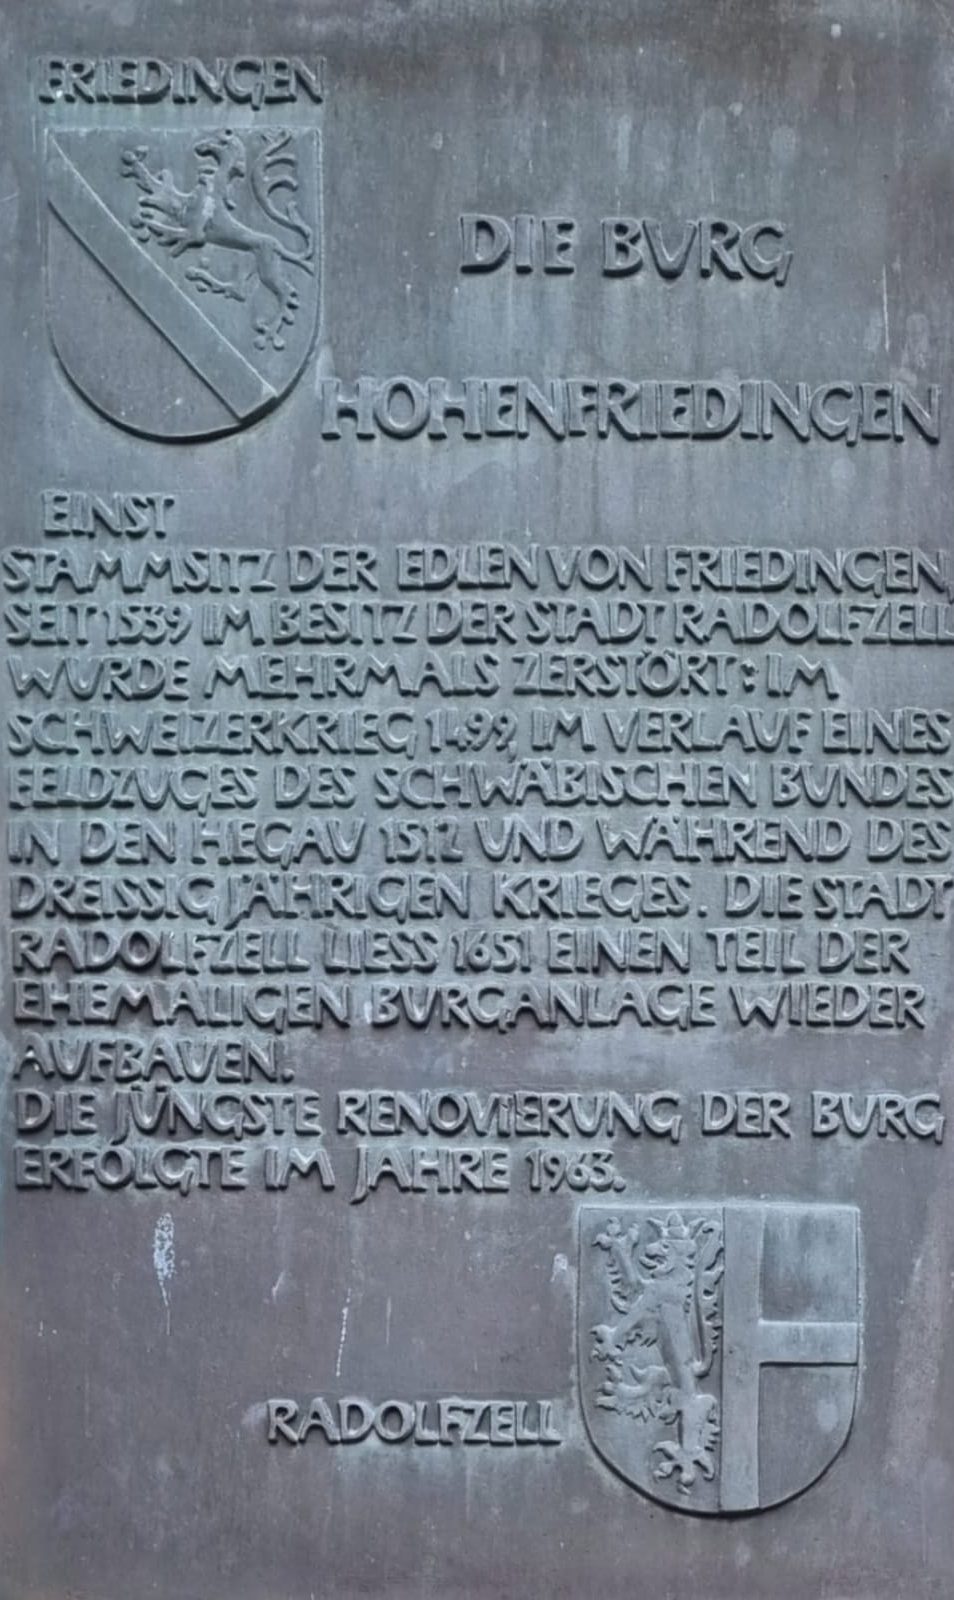 FRIEDINGEN
DIE BURG
HOHENFRIEDINGEN
EINST
STAMMSITZ DER EDLEN VON FRIEDINGEN,
SEIT 1539 IM BESITZ DER STADT RADOLFZELL
WURDE MEHRMALS ZERSTÖRT: IM
SCHWEIZERKRIEG 1499, IM VERLAUF EINES
FELDZUGES DES SCHWÄBISCHEN BUNDES
IN DEN HEGAU 1512 UND WÄHREND DES
DREISSIGJÄHRIGEN KRIEGES. DIE STADT
RADOLFZELL LIESS 1651 EINEN TEIL DER
EHEMALIGEN BURGANLAGE WIEDER
AUFBAUEN.
DIE JÜNGSTE RENOVIERUNG DER BURG
ERFOLGTE IM JAHRE 1963.
RADOLFZELL